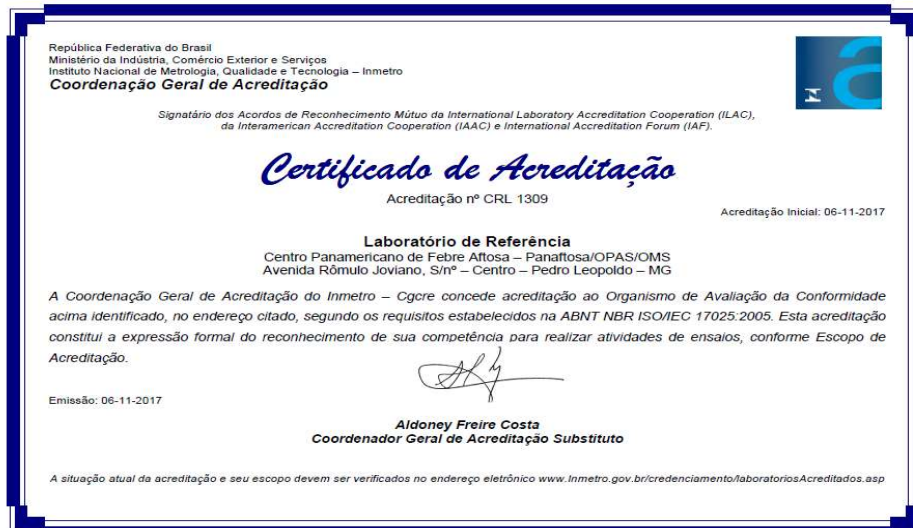 República Federativa do Brasil
Ministério da Indústria, Comércio Exterior e Serviços
Instituto Nacional de Metrologia, Qualidade e Tecnologia – Inmetro
Coordenação Geral de Acreditação
Signatário dos Acordos de Reconhecimento Mútuo da International Laboratory Accreditation Cooperation (ILAC),
da Interamerican Accreditation Cooperation (IAAC) e International Accreditation Forum (IAF).
Certificado de Acreditação
Acreditação nº CRL 1309
Acreditação Inicial: 06-11-2017
Laboratório de Referência
Centro Panamericano de Febre Aftosa – Panaftosa/OPAS/OMS
Avenida Rômulo Joviano, S/nº – Centro – Pedro Leopoldo – MG
A Coordenação Geral de Acreditação do Inmetro – Cgcre concede acreditação ao Organismo de Avaliação da Conformidade
acima identificado, no endereço citado, segundo os requisitos estabelecidos na ABNT NBR ISO/IEC 17025:2005. Esta acreditação
constitui a expressão formal do reconhecimento de sua competência para realizar atividades de ensaios, conforme Escopo de
Acreditação.
Emissão: 06-11-2017
Aldoney Freire Costa
Coordenador Geral de Acreditação Substituto
A situação atual da acreditação e seu escopo devem ser verificados no endereço eletrônico www.Inmetro.gov.br/credenciamento/laboratoriosAcreditados.asp